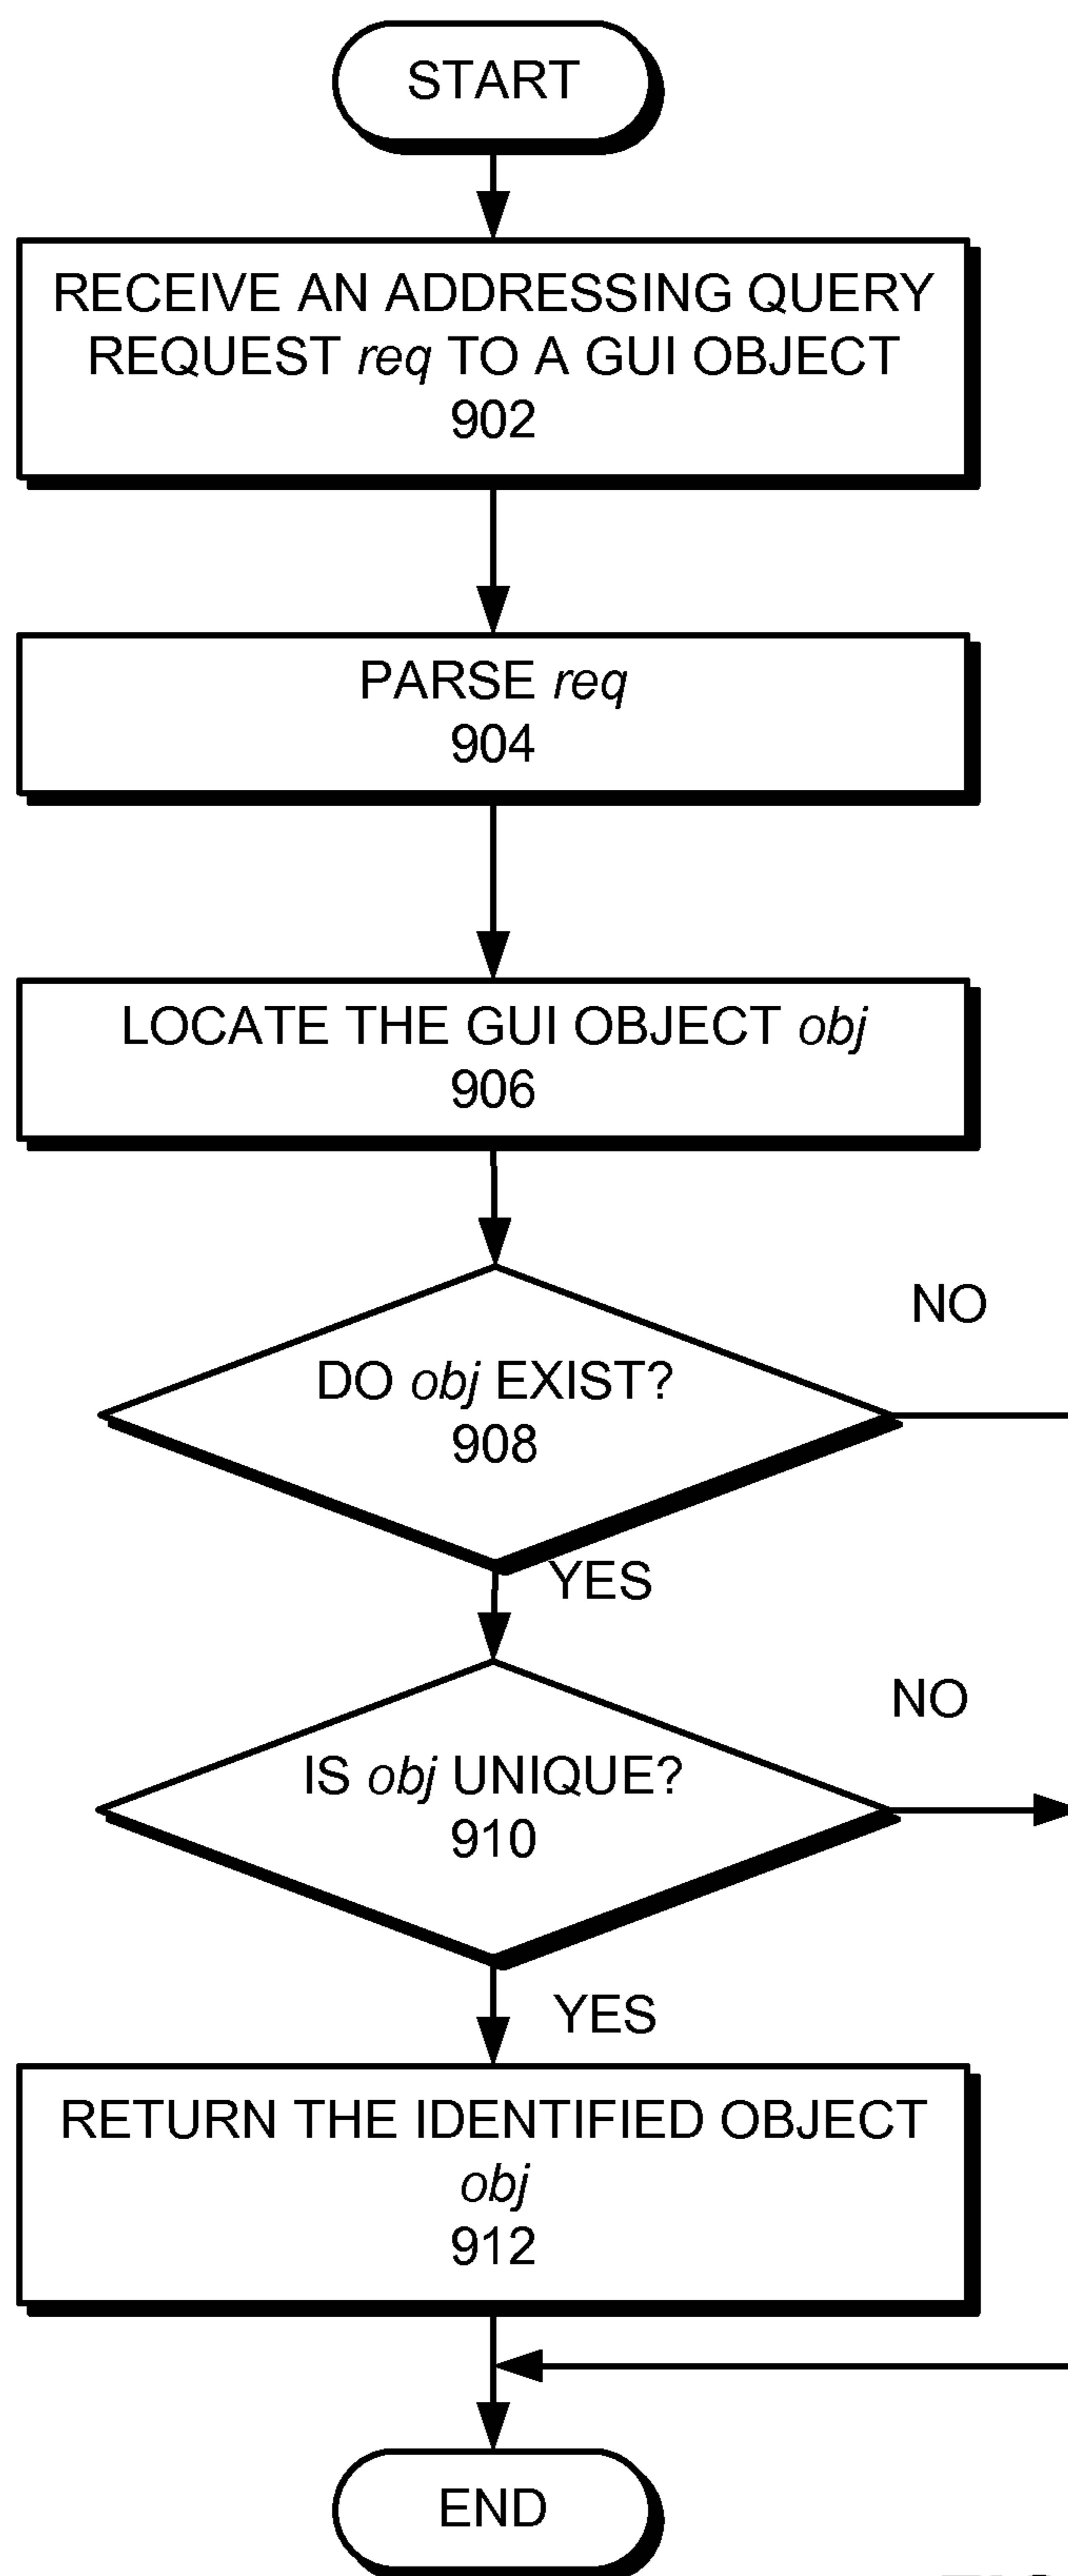 START
RECEIVE AN ADDRESSING QUERY
REQUEST req TO A GUI OBJECT
902
PARSE req
904
LOCATE THE GUI OBJECT obj
906
NO
DO obj EXIST?
908
YES
NO
IS obj UNIQUE?
910
YES
RETURN THE IDENTIFIED OBJECT
obj
912
END